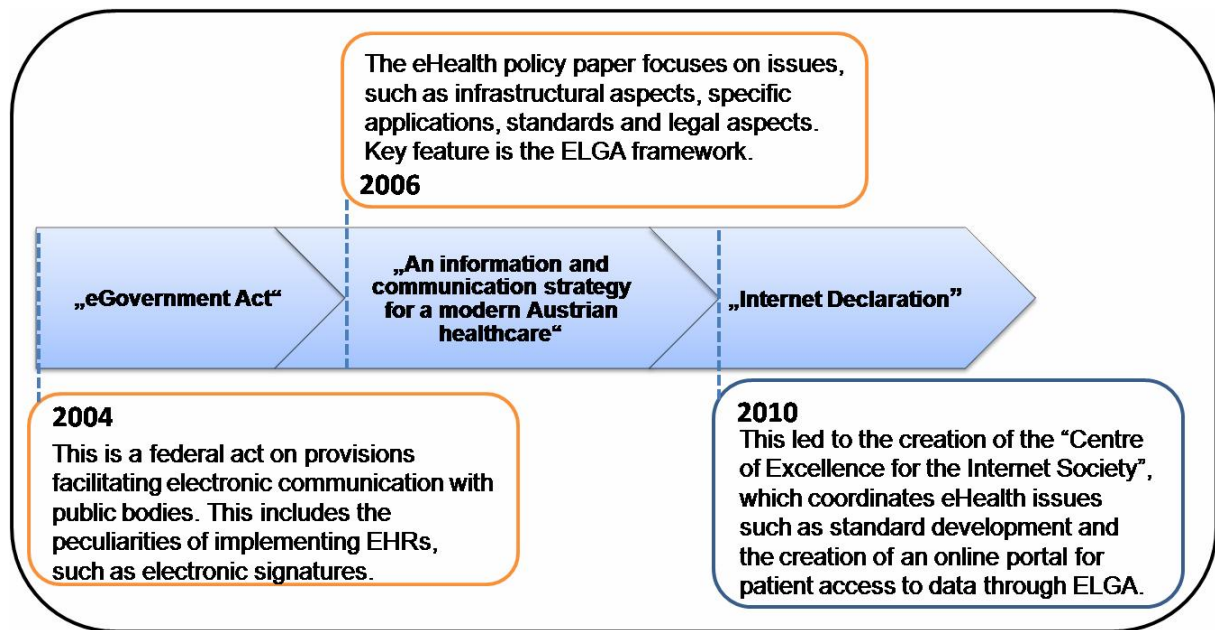 The eHealth policy paper focuses on issues,
such as infrastructural aspects, specific
applications, standards and legal aspects.
Key feature is the ELGA framework.
2006
„eGovernment Act“
„An information and
communication strategy
for a modern Austrian
healthcare“
„Internet Declaration”
2004
This is a federal act on provisions
facilitating electronic communication with
public bodies. This includes the
peculiarities of implementing EHRs,
such as electronic signatures.
2010
This led to the creation of the “Centre
of Excellence for the Internet Society”,
which coordinates eHealth issues
such as standard development and
the creation of an online portal for
patient access to data through ELGA.